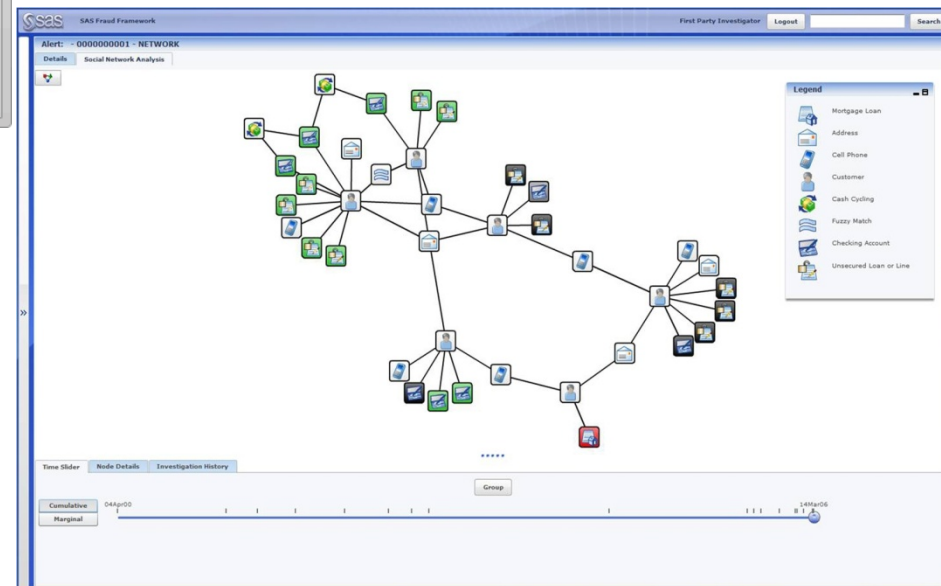 sas SAS Fraud Framework First Party Investigator Logout Search
Alert: - 0000000001 - NETWORK
Details Social Network Analysis
Legend
Mortgage Loan
Address
Cell Phone
Customer
Cash Cycling
Fuzzy Match
Checking Account
Unsecured Loan or Line
Time Slider Node Details Investigation History
Group
Cumulative 04Apr00 14Mar06
Marginal